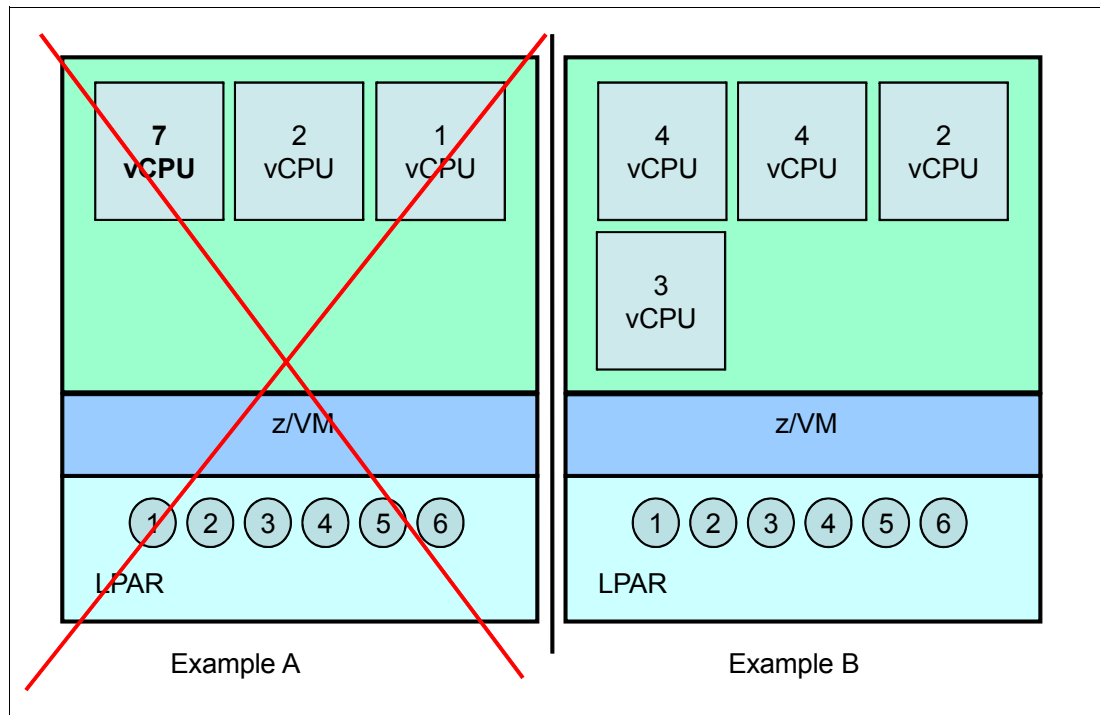 7
vCPU
2
vCPU
1
vCPU
z/VM
1 2 3 4 5 6
LPAR
Example A
4
vCPU
4
vCPU
2
vCPU
3
vCPU
z/VM
1 2 3 4 5 6
LPAR
Example B